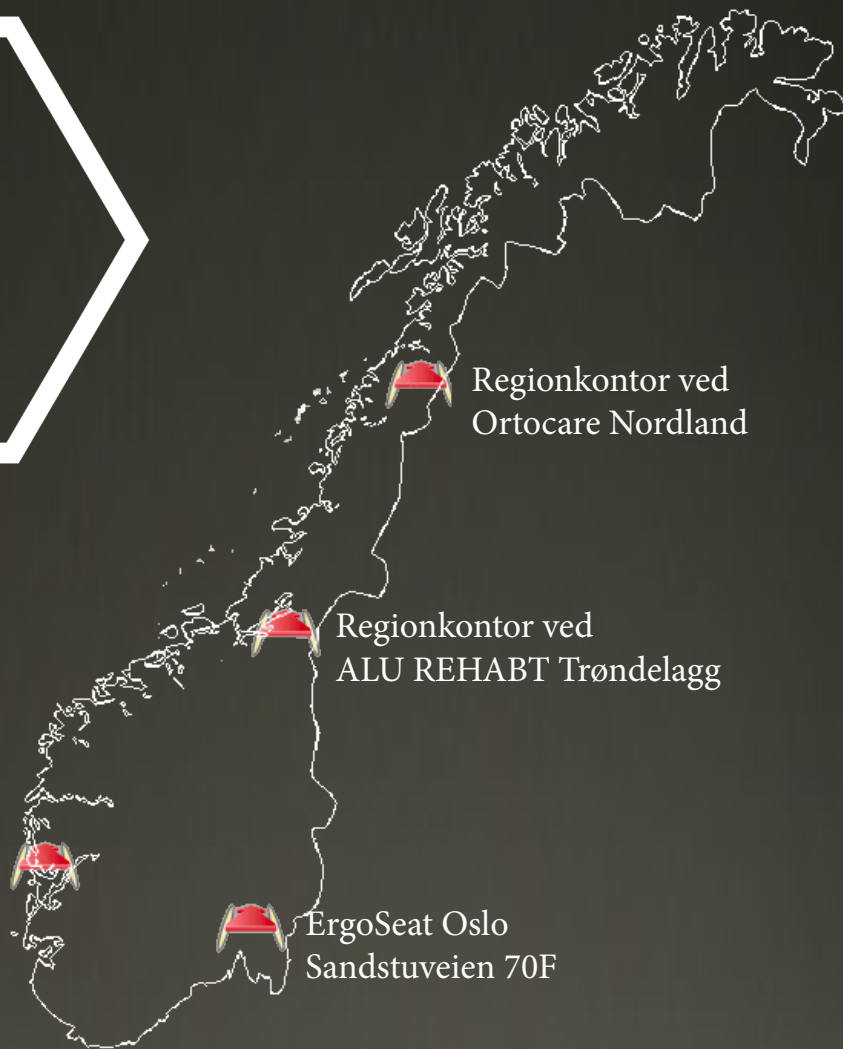 Regionkontor ved
Ortocare Nordland
Regionkontor ved
ALU REHABT Trøndelagg
ErgoSeat Oslo
Sandstuveien 70F